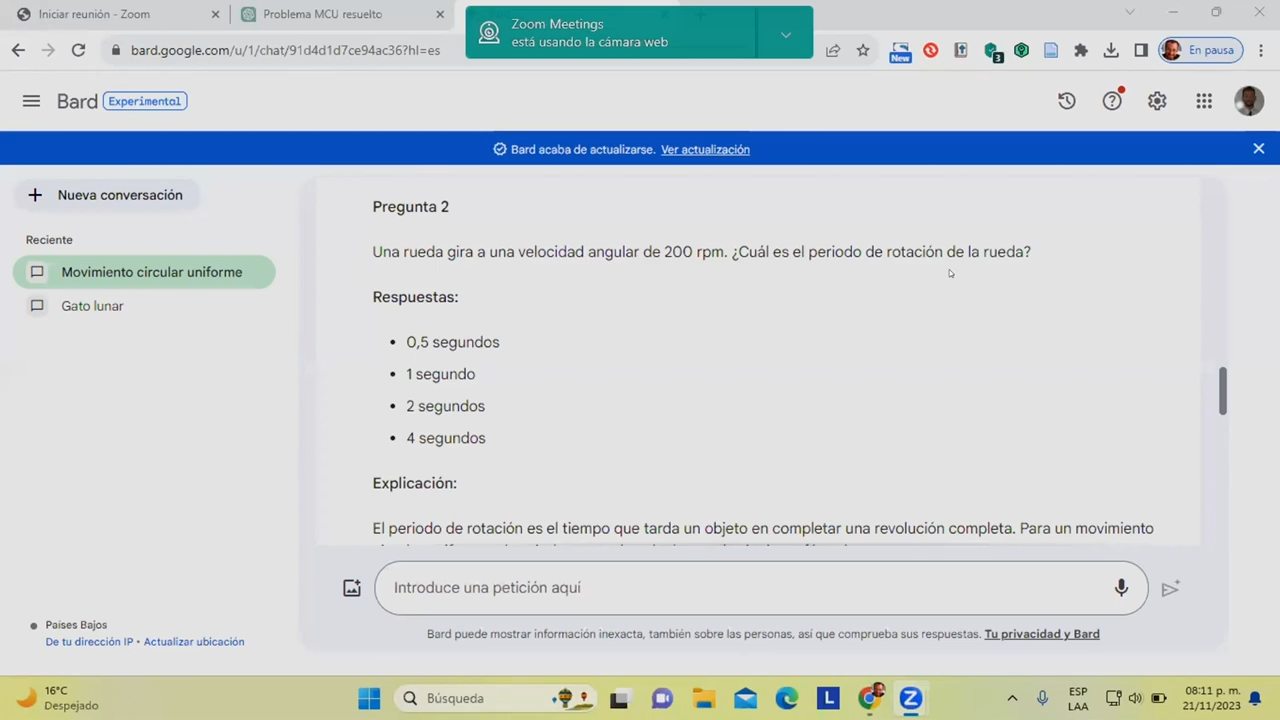 Iniciar reunión - Zoom
Problema MCU resuelto
Zoom Meetings
está usando la cámara web
bard.google.com/u/1/chat/91d4d1d7ce94ac36?hl=es
New
3
En pausa
Bard Experimental
Bard acaba de actualizarse. Ver actualización
Nueva conversación
Reciente
Movimiento circular uniforme
Gato lunar
Pregunta 2
Una rueda gira a una velocidad angular de 200 rpm. ¿Cuál es el periodo de rotación de la rueda?
Respuestas:
• 0,5 segundos
• 1 segundo
• 2 segundos
• 4 segundos
Explicación:
El periodo de rotación es el tiempo que tarda un objeto en completar una revolución completa. Para un movimiento
Introduce una petición aquí
Bard puede mostrar información inexacta, también sobre las personas, así que comprueba sus respuestas. Tu privacidad y Bard
Países Bajos
De tu dirección IP • Actualizar ubicación
16°C
Despejado
Búsqueda
L
ESP
LAA
08:11 p. m.
21/11/2023